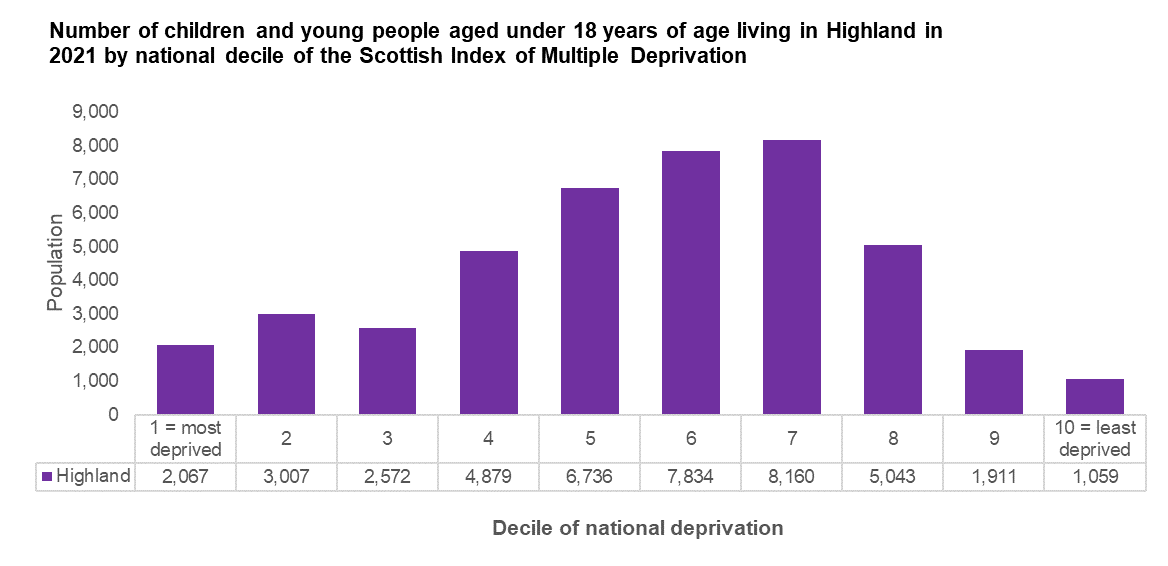 Number of children and young people aged under 18 years of age living in Highland in
2021 by national decile of the Scottish Index of Multiple Deprivation
9,000
8,000
7,000
6,000
5,000
4,000
3,000
2,000
1,000
0
Population
1 = most deprived 2 3 4 5 6 7 8 9 10 = least deprived
Highland 2,067 3,007 2,572 4,879 6,736 7,834 8,160 5,043 1,911 1,059
Decile of national deprivation